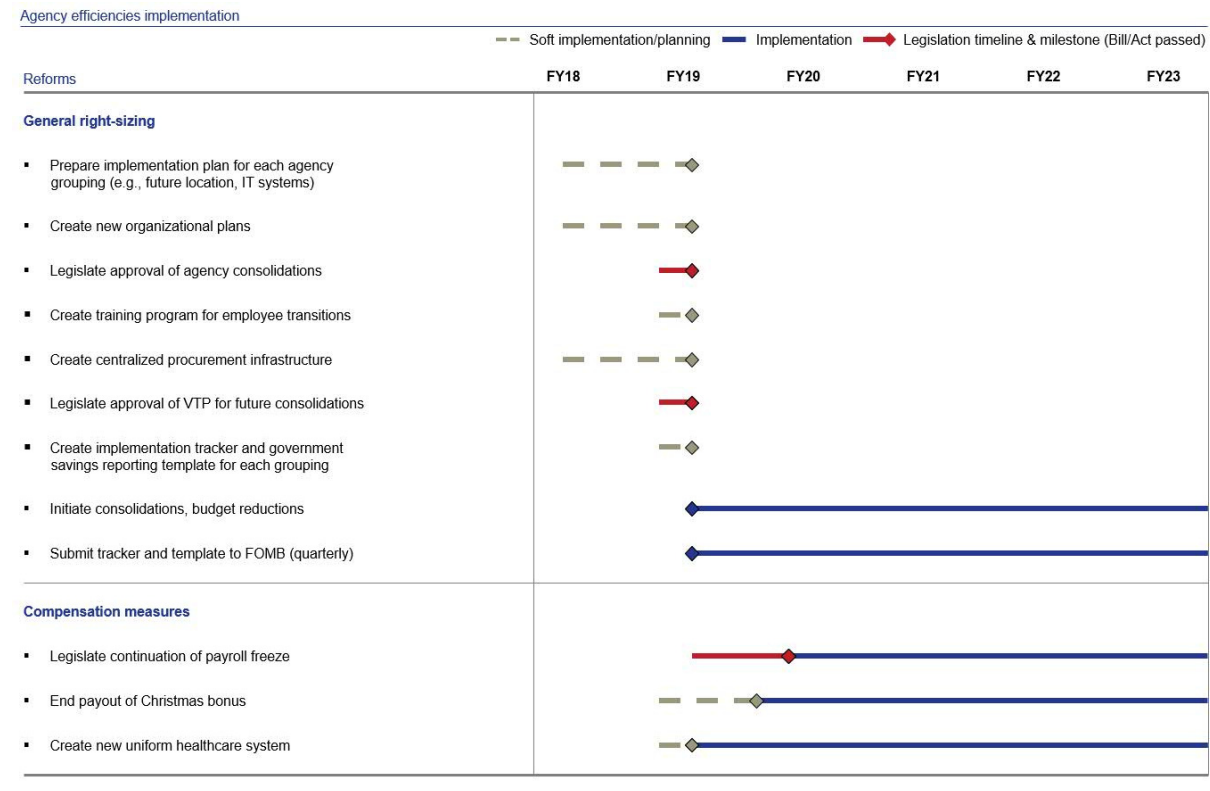 Agency efficiencies implementation
Soft implementation/planning Implementation Legislation timeline & milestone (Bill/Act passed)
Reforms FY18 FY19 FY20 FY21 FY22 FY23
General right-sizing
▪ Prepare implementation plan for each agency
grouping (e.g., future location, IT systems)
▪ Create new organizational plans
▪ Legislate approval of agency consolidations
▪ Create training program for employee transitions
▪ Create centralized procurement infrastructure
▪ Legislate approval of VTP for future consolidations
▪ Create implementation tracker and government
savings reporting template for each grouping
▪ Initiate consolidations, budget reductions
▪ Submit tracker and template to FOMB (quarterly)
Compensation measures
▪ Legislate continuation of payroll freeze
▪ End payout of Christmas bonus
▪ Create new uniform healthcare system